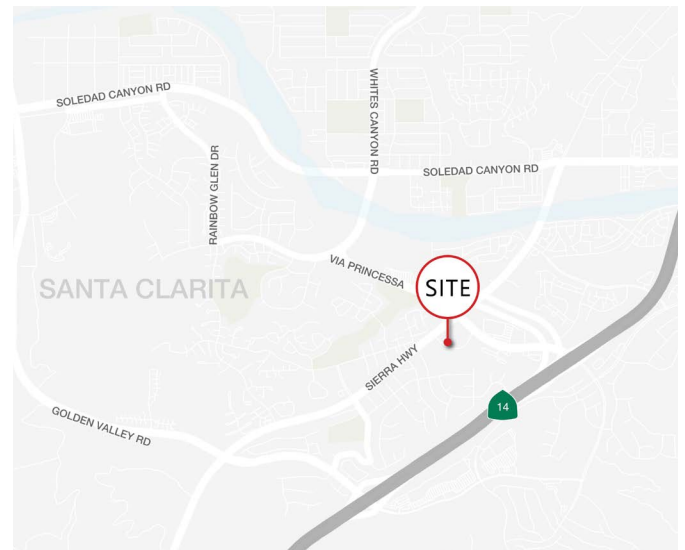 SOLEDAD CANYON RD
WHITES CANYON RD
RAINBOW GLEN DR
SOLEDAD CANYON RD
VIA PRINCESSA
SANTA CLARITA
SITE
SIERRA HWY
14
GOLDEN VALLEY RD